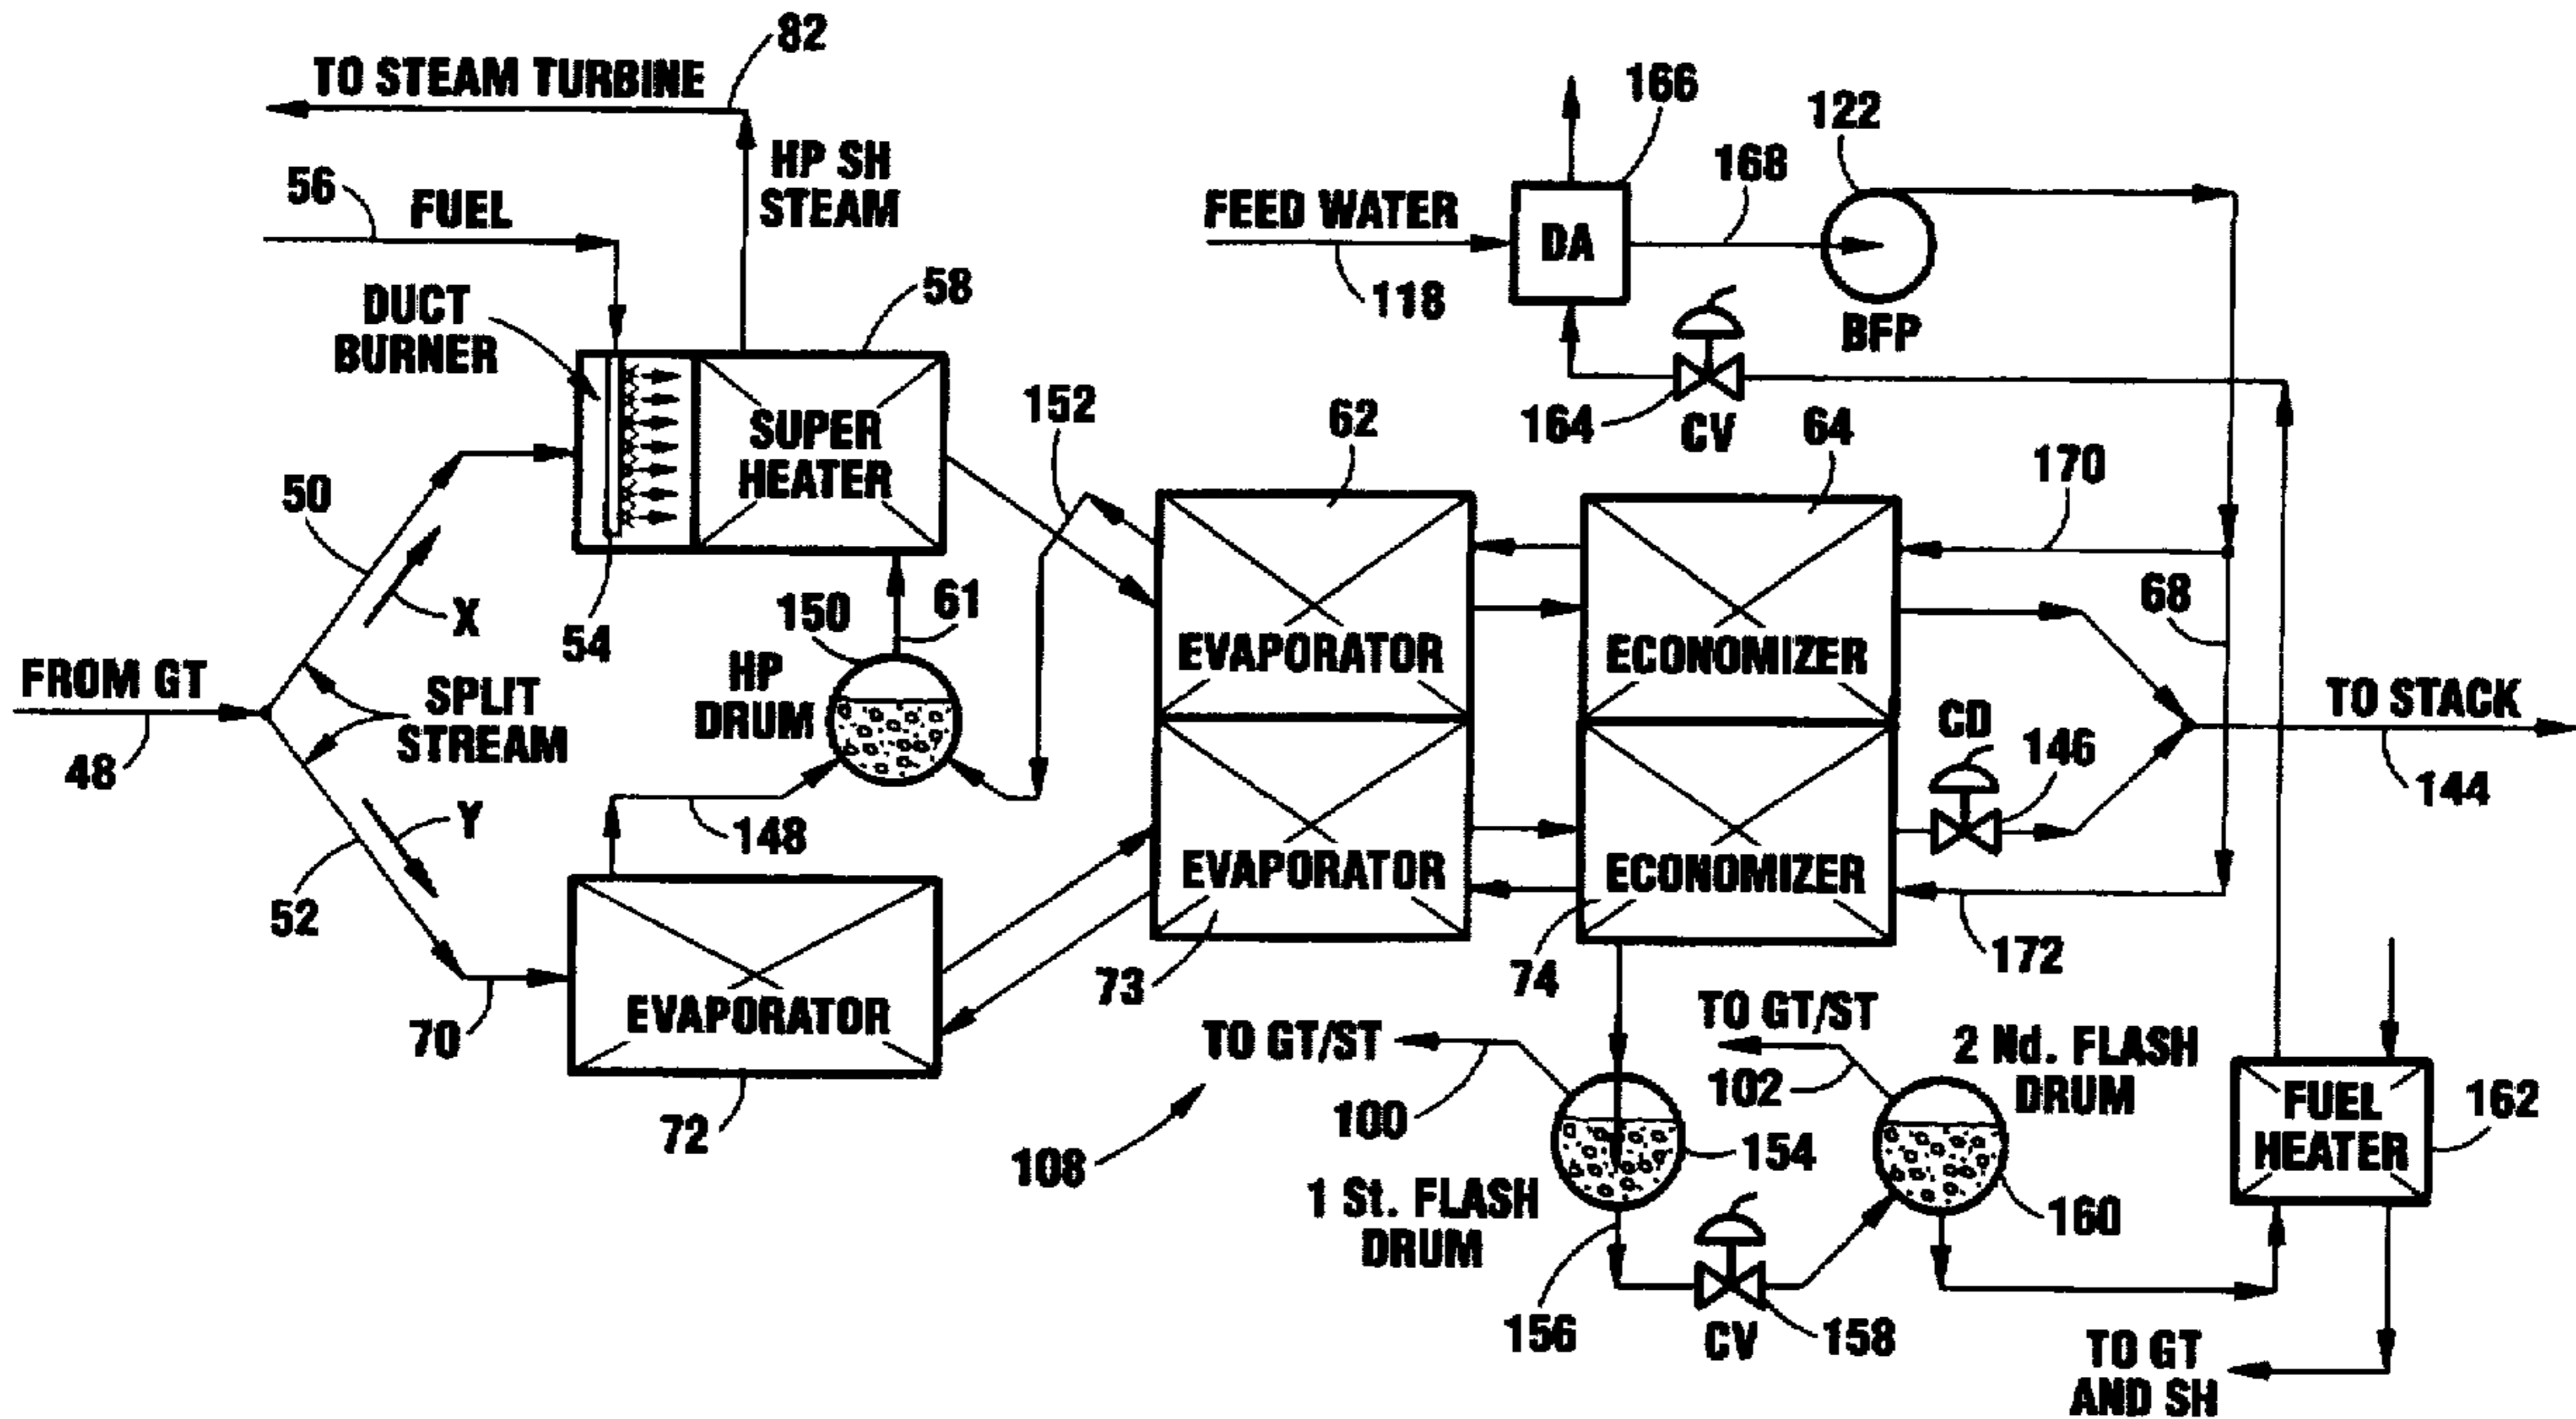 82
TO STEAM TURBINE
166
122
HP SH
STEAM
168
56
FUEL
FEED WATER
DA
118
BFP
DUCT
BURNER
58
152
62
164
CV
64
SUPER
HEATER
50
170
X
54
150
61
68
EVAPORATOR
ECONOMIZER
FROM GT
48
SPLIT
STREAM
HP
DRUM
TO STACK
144
CD
146
Y
148
52
EVAPORATOR
ECONOMIZER
73
74
172
70
EVAPORATOR
72
TO GT/ST
100
TO GT/ST
102
2 Nd. FLASH
DRUM
108
154
1 St. FLASH
DRUM
160
FUEL
HEATER
162
156
CV
158
TO GT
AND SH